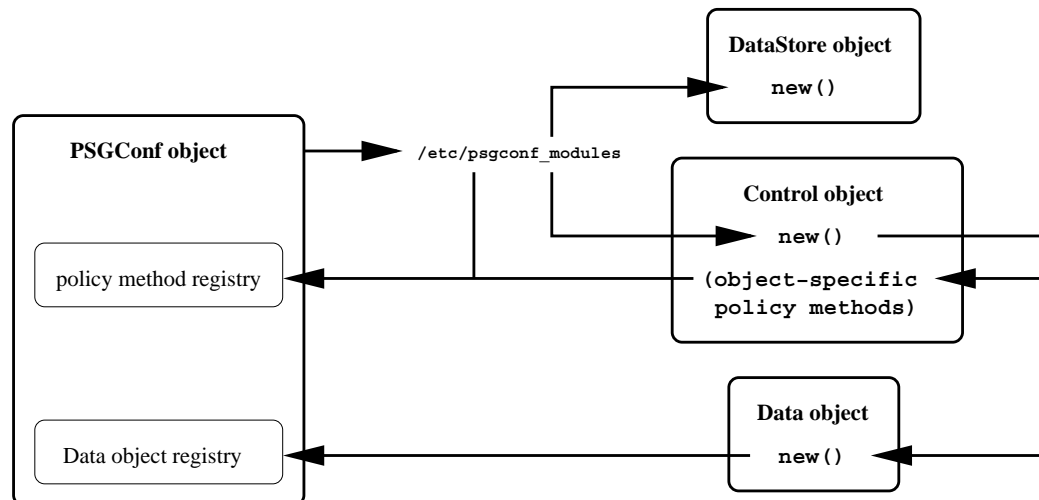 DataStore object
new()
PSGConf object
/etc/psgconf_modules
Control object
new()
policy method registry
(object-specific
policy methods)
Data object
Data object registry
new()